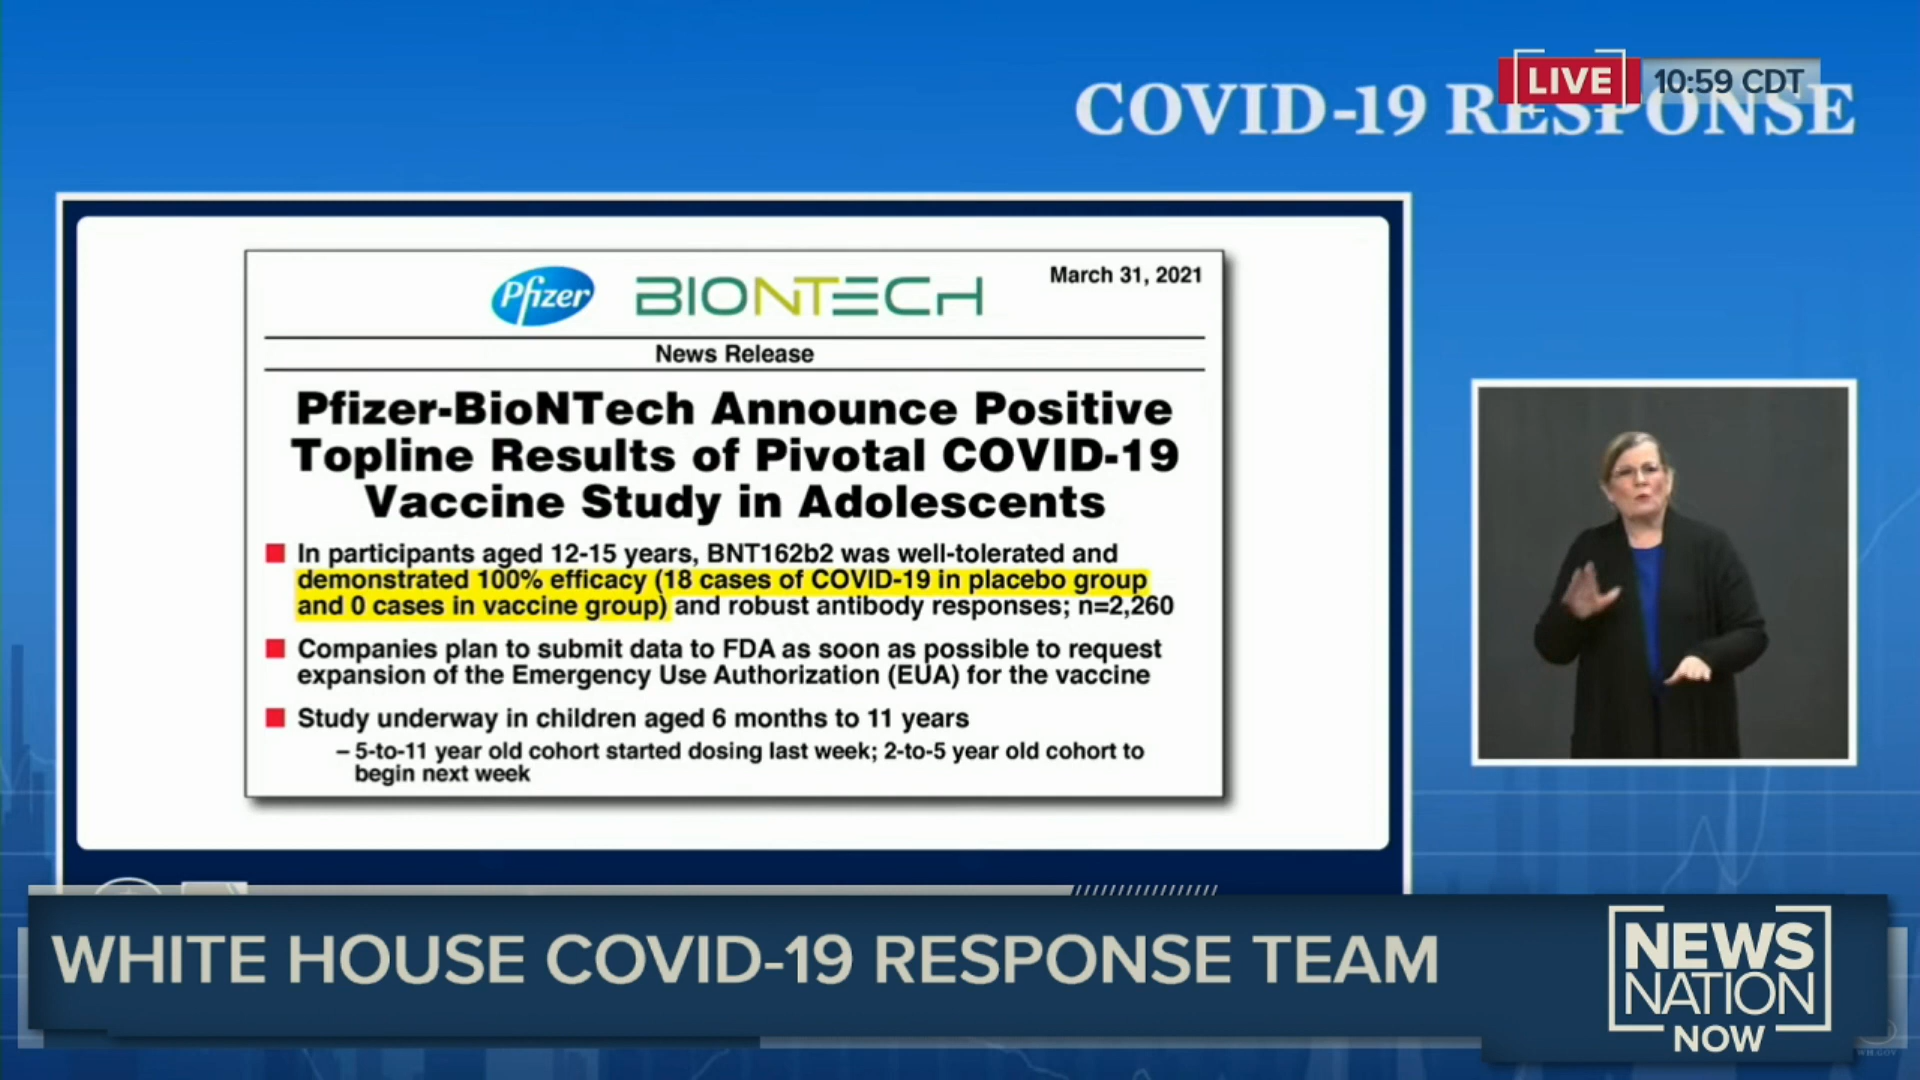 LIVE 10:59 CDT
COVID-19 RESPONSE
Pfizer BIONTECH March 31, 2021
News Release
Pfizer-BioNTech Announce Positive
Topline Results of Pivotal COVID-19
Vaccine Study in Adolescents
In participants aged 12-15 years, BNT162b2 was well-tolerated and
demonstrated 100% efficacy (18 cases of COVID-19 in placebo group
and 0 cases in vaccine group) and robust antibody responses; n=2,260
Companies plan to submit data to FDA as soon as possible to request
expansion of the Emergency Use Authorization (EUA) for the vaccine
Study underway in children aged 6 months to 11 years
– 5-to-11 year old cohort started dosing last week; 2-to-5 year old cohort to
begin next week
WHITE HOUSE COVID-19 RESPONSE TEAM
NEWS
NATION
NOW
WH.GOV